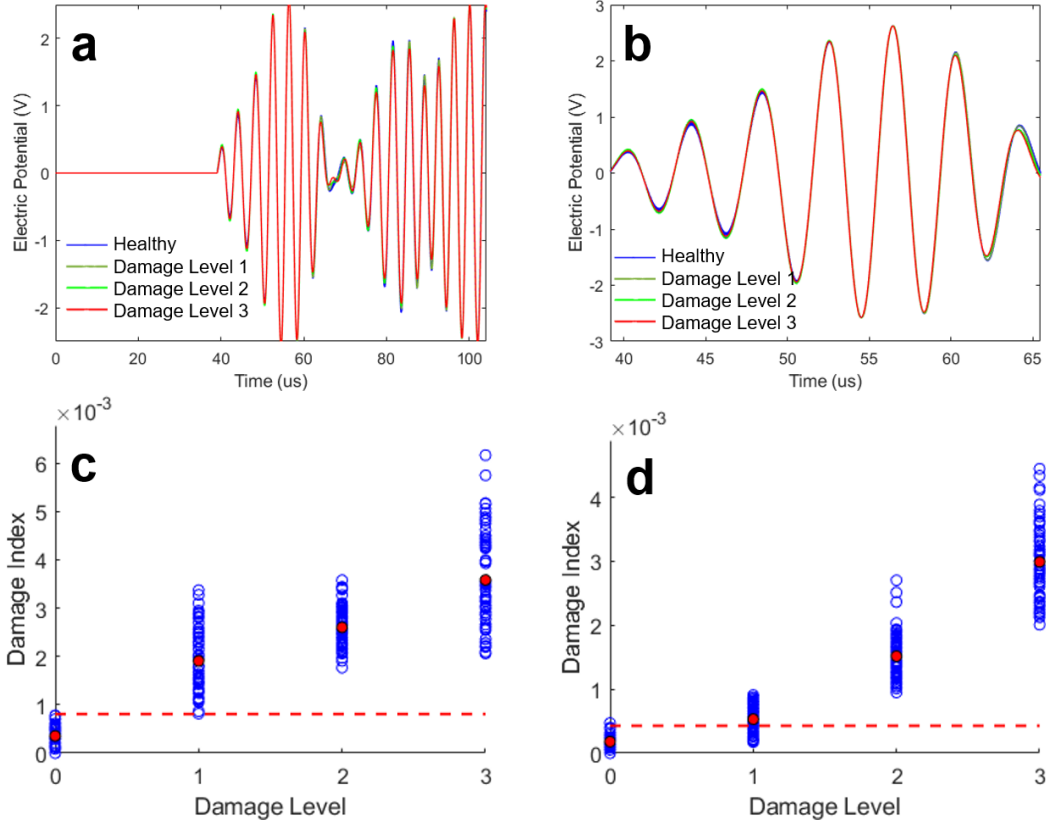 a
2
1
0
-1
-2
Electric Potential (V)
Healthy
Damage Level 1
Damage Level 2
Damage Level 3
0 20 40 60 80 100
Time (us)
b
3
2
1
0
-1
-2
-3
Electric Potential (V)
Healthy
Damage Level 1
Damage Level 2
Damage Level 3
40 45 50 55 60 65
Time (us)
×10⁻³
c
6
5
4
3
2
1
0
Damage Index
0 1 2 3
Damage Level
×10⁻³
d
4
3
2
1
0
Damage Index
0 1 2 3
Damage Level